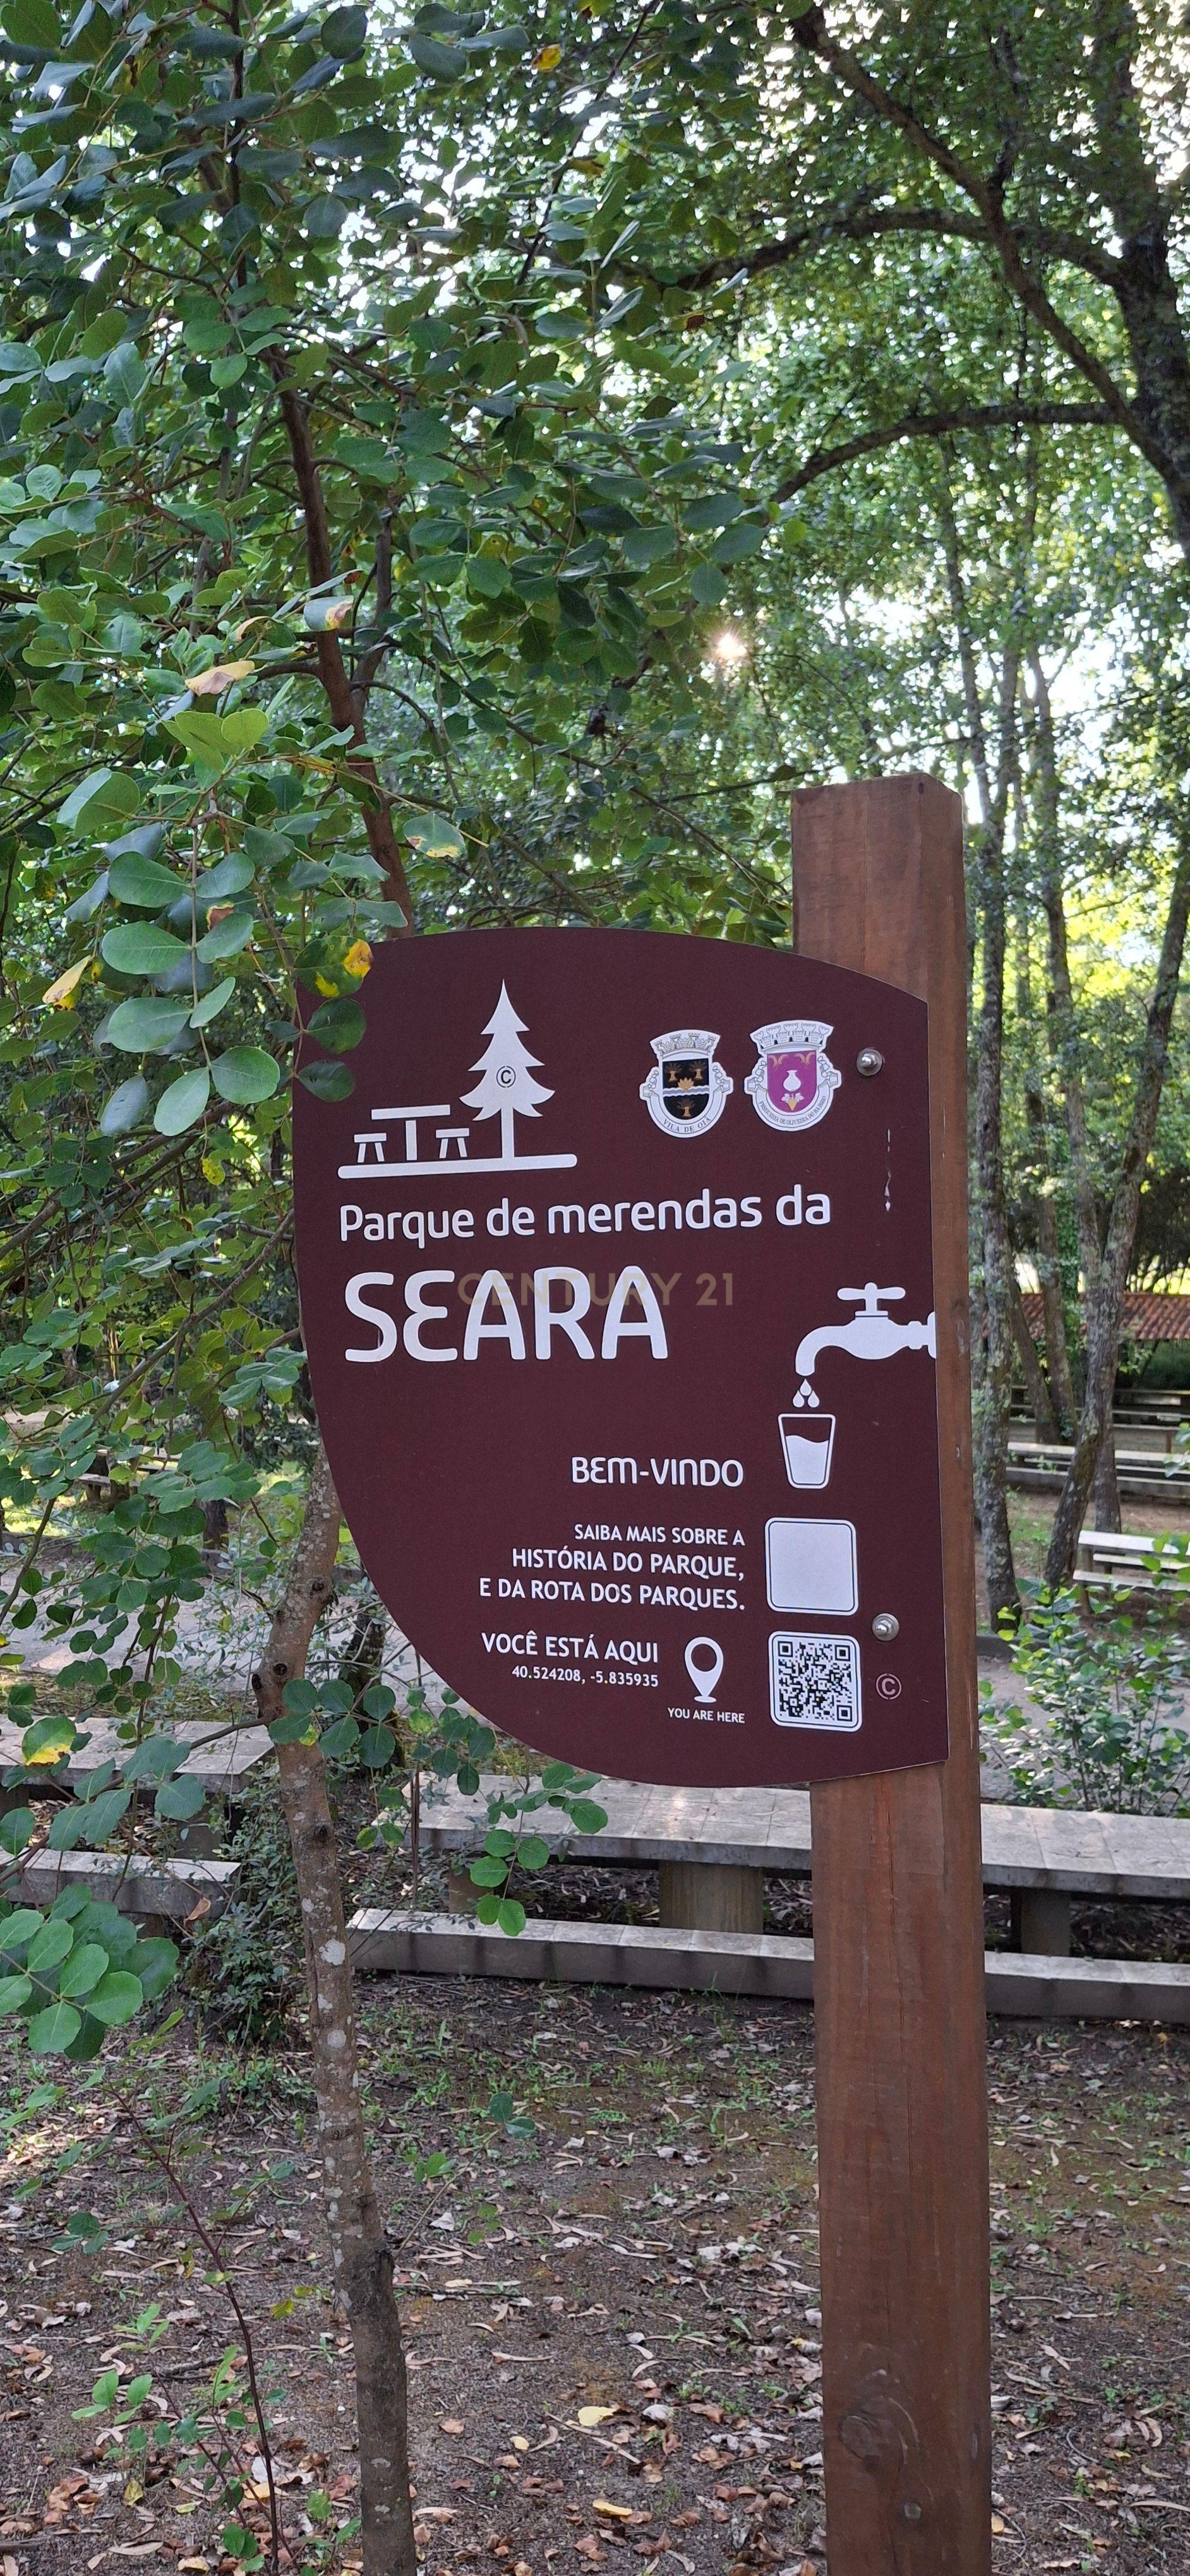 ©
VILA DE OIÃ
Parque de merendas da
SEARA
CENTURY 21
BEM-VINDO
SAIBA MAIS SOBRE A
HISTÓRIA DO PARQUE,
E DA ROTA DOS PARQUES.
VOCÊ ESTÁ AQUI
40.524208, -5.835935
YOU ARE HERE
©